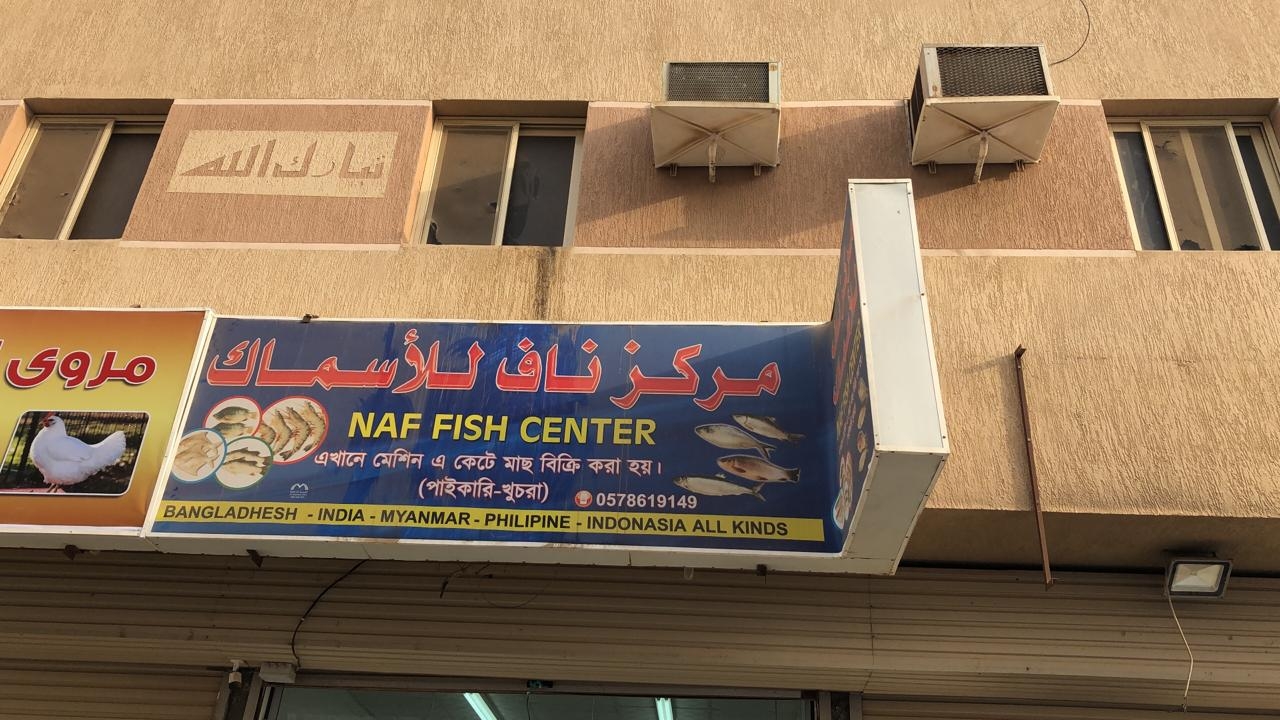 تبارك الله
مروى
مركز ناف للأسماك
NAF FISH CENTER
এখানে মেশিন এ কেটে মাছ বিক্রি করা হয়।
(পাইকারি-খুচরা)
0578619149
BANGLADHESH - INDIA - MYANMAR - PHILIPINE - INDONASIA ALL KINDS